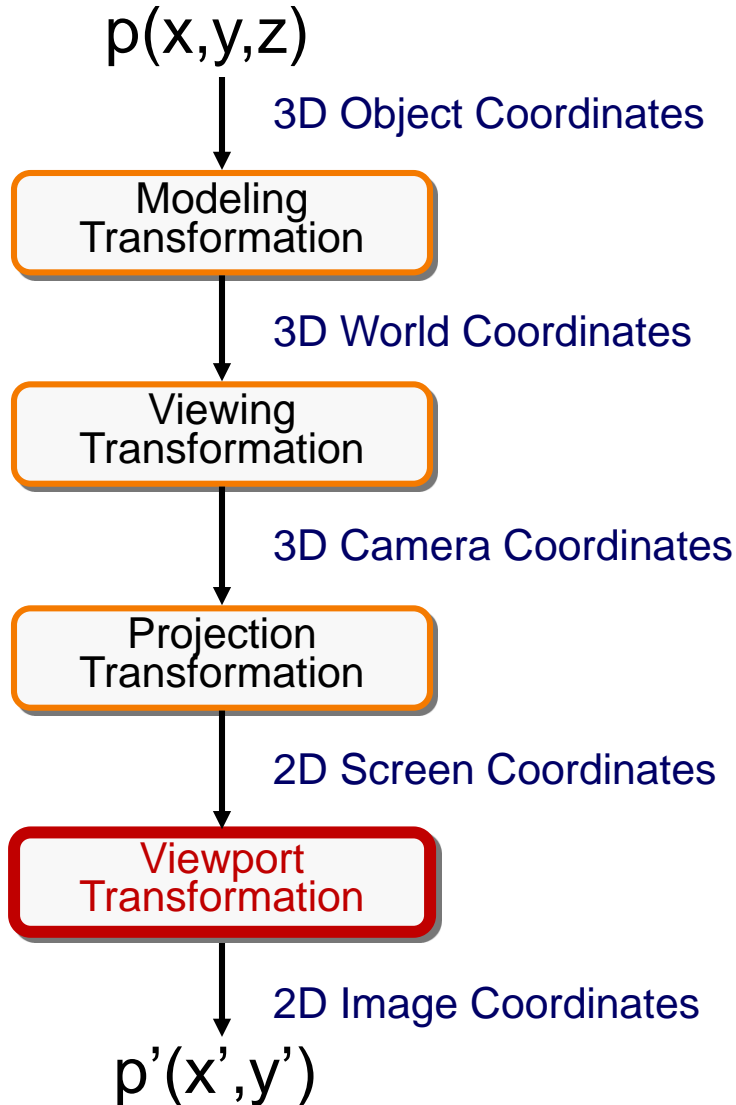 p(x,y,z)
3D Object Coordinates
Modeling
Transformation
3D World Coordinates
Viewing
Transformation
3D Camera Coordinates
Projection
Transformation
2D Screen Coordinates
Viewport
Transformation
2D Image Coordinates
p’(x’,y’)